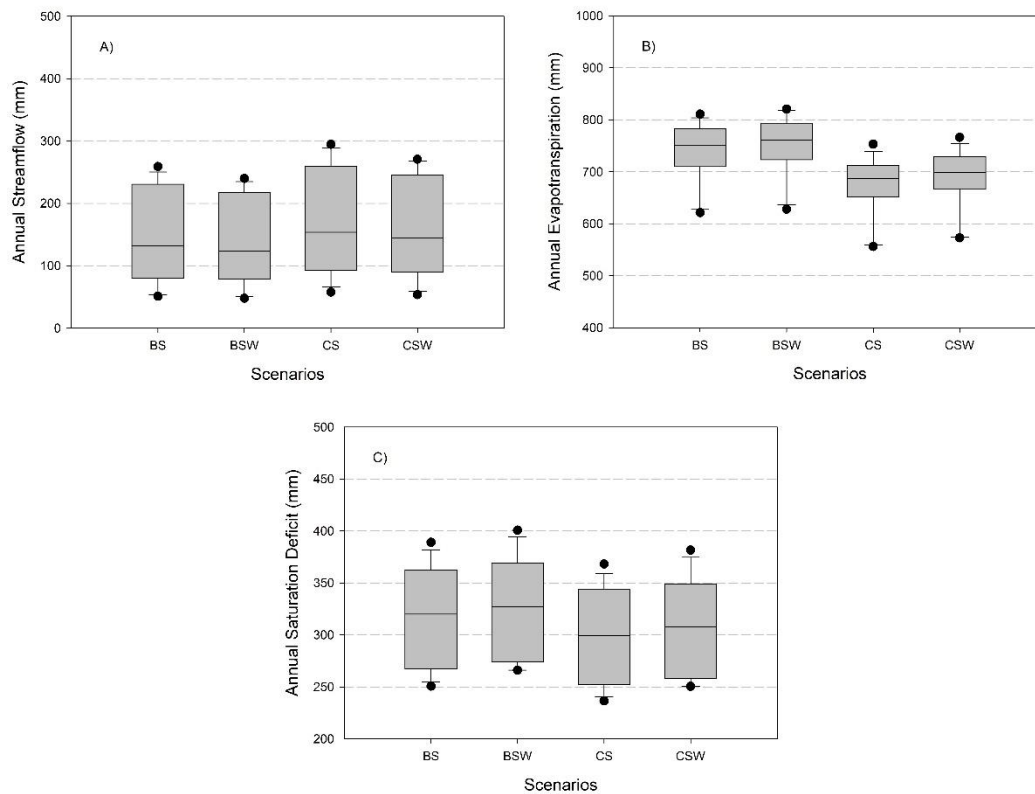 A)
Annual Streamflow (mm)
500
400
300
200
100
0
BS BSW CS CSW
Scenarios
B)
Annual Evapotranspiration (mm)
1000
900
800
700
600
500
400
BS BSW CS CSW
Scenarios
C)
Annual Saturation Deficit (mm)
500
450
400
350
300
250
200
BS BSW CS CSW
Scenarios